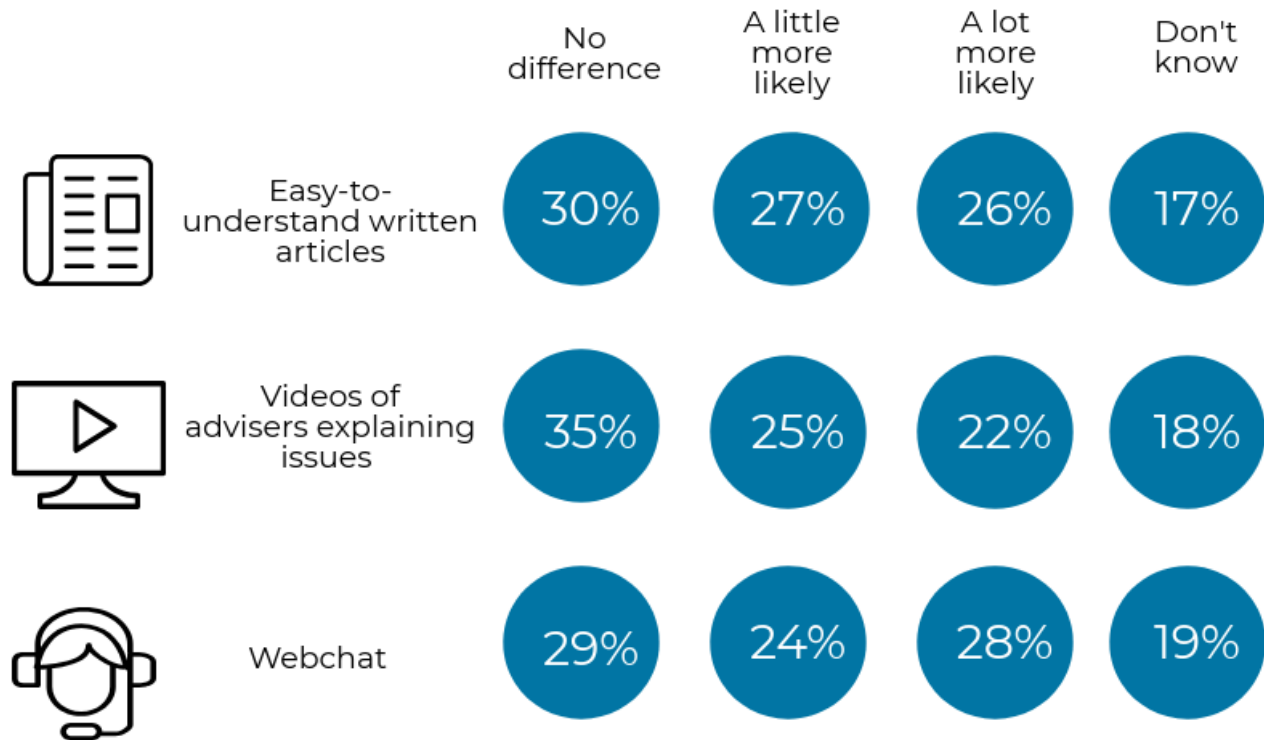 No
difference
A little
more
likely
A lot
more
likely
Don't
know
Easy-to-
understand written
articles
30%
27%
26%
17%
Videos of
advisers explaining
issues
35%
25%
22%
18%
Webchat
29%
24%
28%
19%